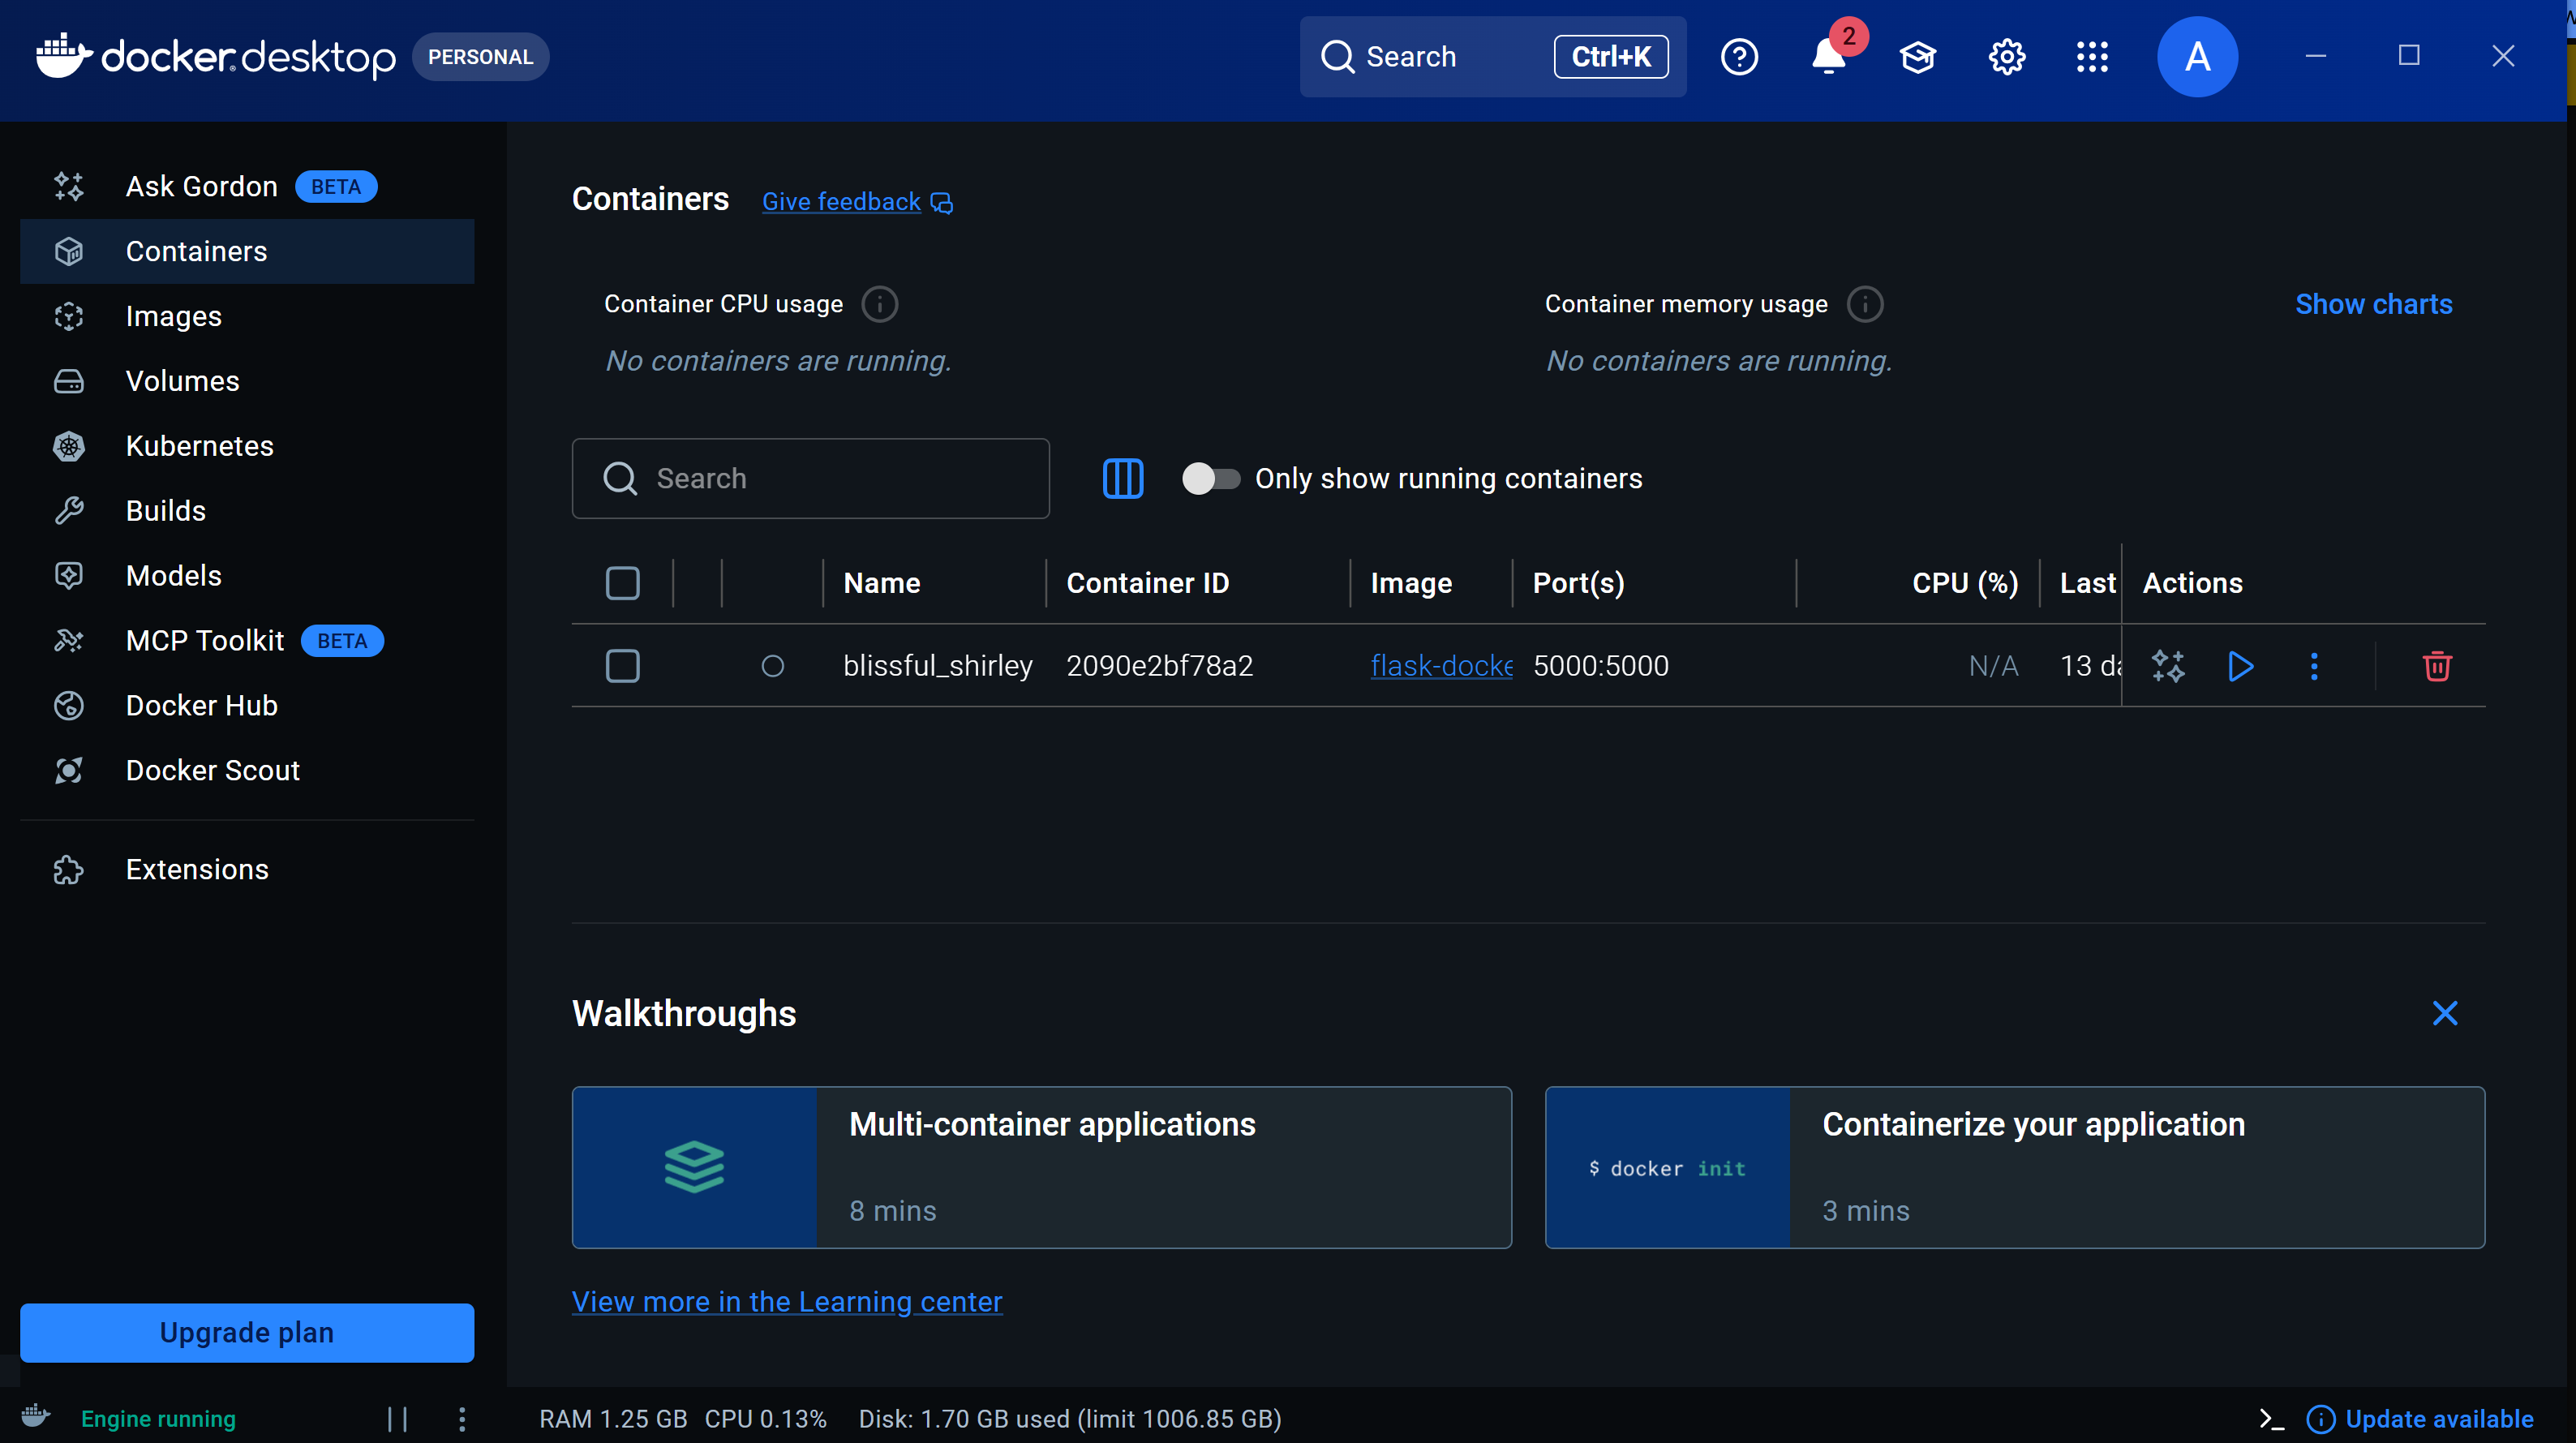 docker.desktop PERSONAL
Search Ctrl+K
2
A
Ask Gordon BETA
Containers
Images
Volumes
Kubernetes
Builds
Models
MCP Toolkit BETA
Docker Hub
Docker Scout
Extensions
Upgrade plan
Containers Give feedback
Container CPU usage
No containers are running.
Container memory usage
No containers are running.
Show charts
Search
Only show running containers
Name Container ID Image Port(s) CPU (%) Last Actions
blissful_shirley 2090e2bf78a2 flask-docke 5000:5000 N/A 13 da
Walkthroughs
Multi-container applications
8 mins
$ docker init
Containerize your application
3 mins
View more in the Learning center
Engine running RAM 1.25 GB CPU 0.13% Disk: 1.70 GB used (limit 1006.85 GB) Update available